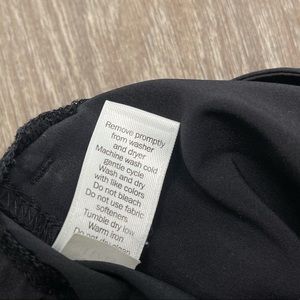 Remove promptly
from washer
and dryer
Machine wash cold
gentle cycle
Wash and dry
with like colors
Do not bleach
Do not use fabric
softeners
Tumble dry low
Warm iron
Do not dry clean